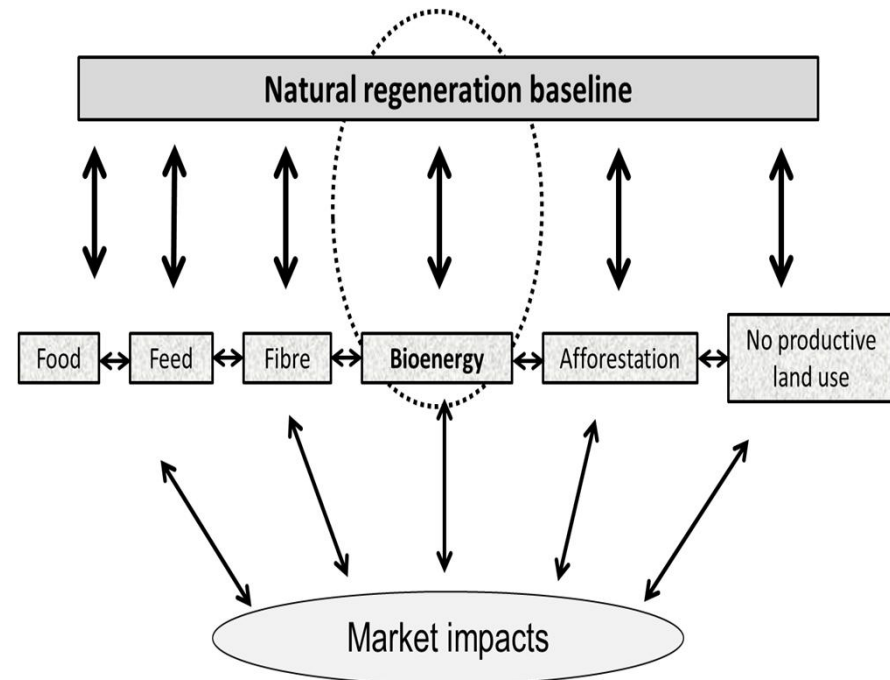 Natural regeneration baseline
Food
Feed
Fibre
Bioenergy
Afforestation
No productive
land use
Market impacts